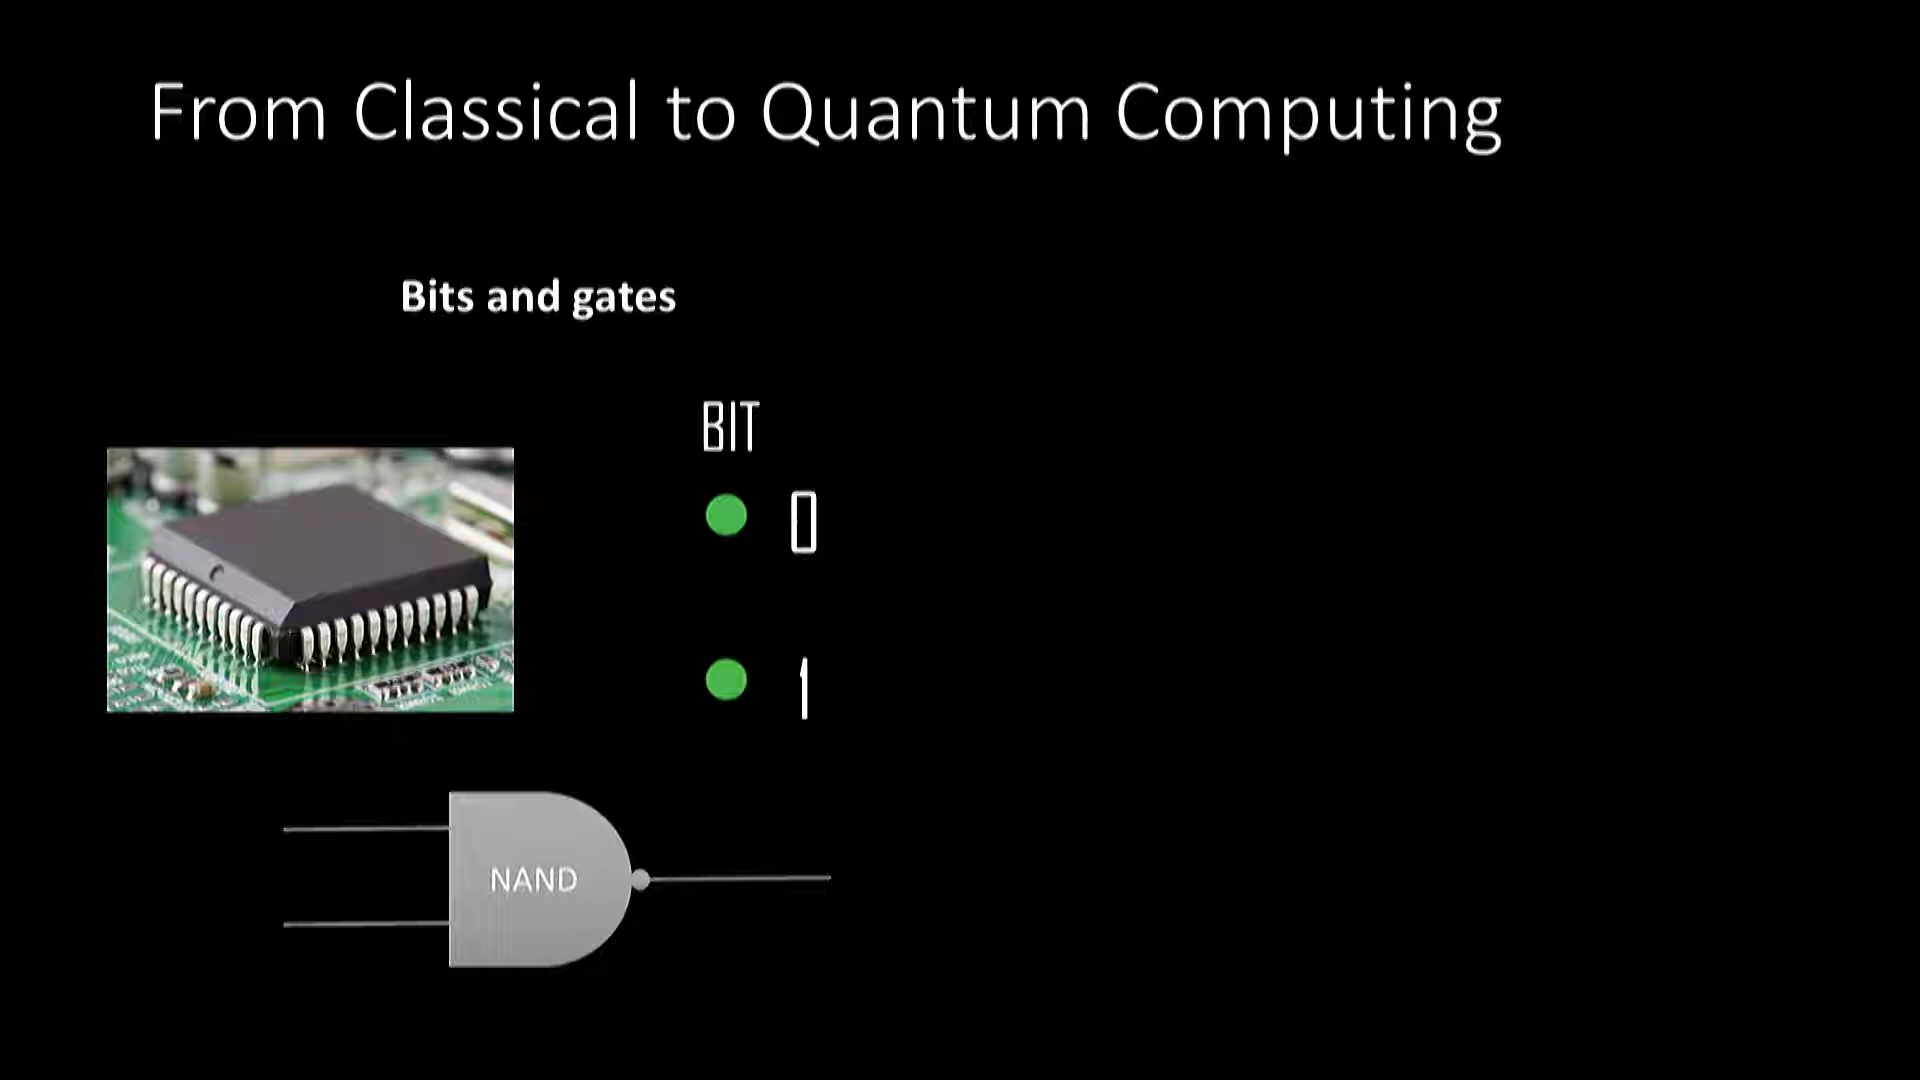 From Classical to Quantum Computing
Bits and gates
BIT
0
1
NAND